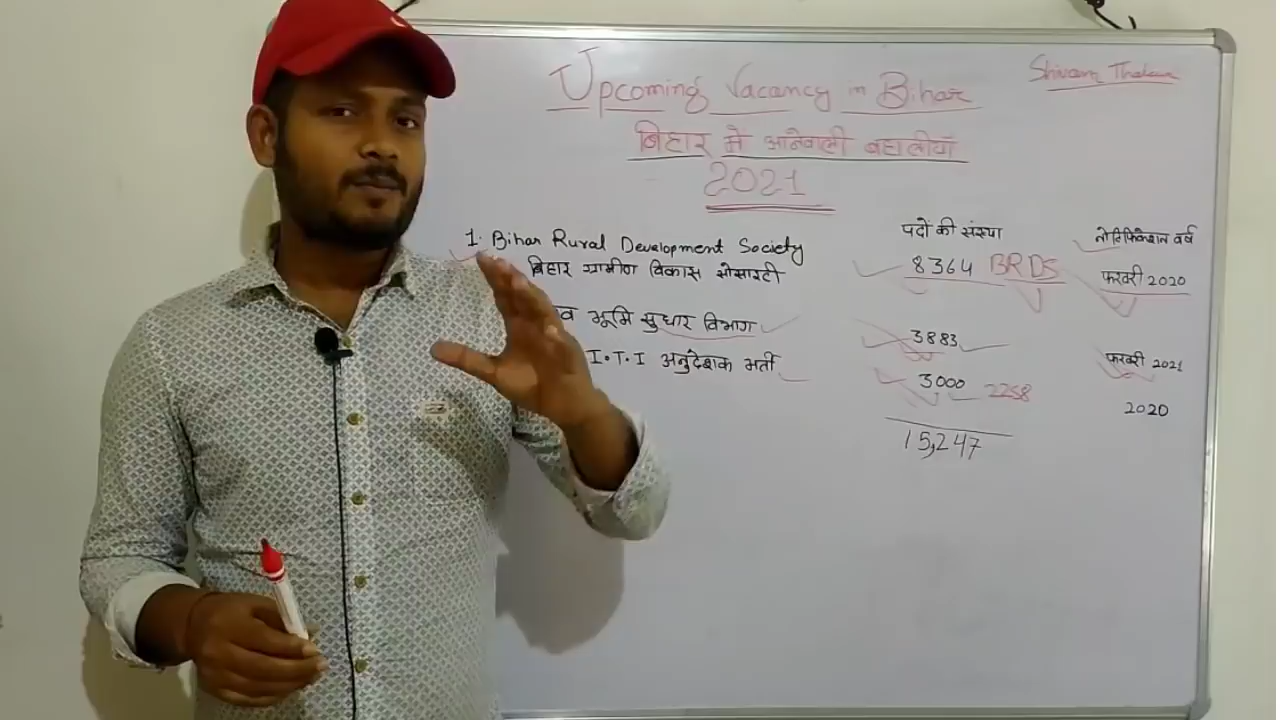 Upcoming Vacancy in Bihar
Shivam Thakur
बिहार मे आनेवाली बहालीयाँ
2021
पदों की संख्या
नोटिफिकेशन वर्ष
1. Bihar Rural Development Society
बिहार ग्रामीण विकास सोसाइटी
8364 BRDS
फरवरी 2020
व भूमि सुधार विभाग
3883
फरवरी 2021
I.T.I अनुदेशक भर्ती
3000 2258
2020
15,247